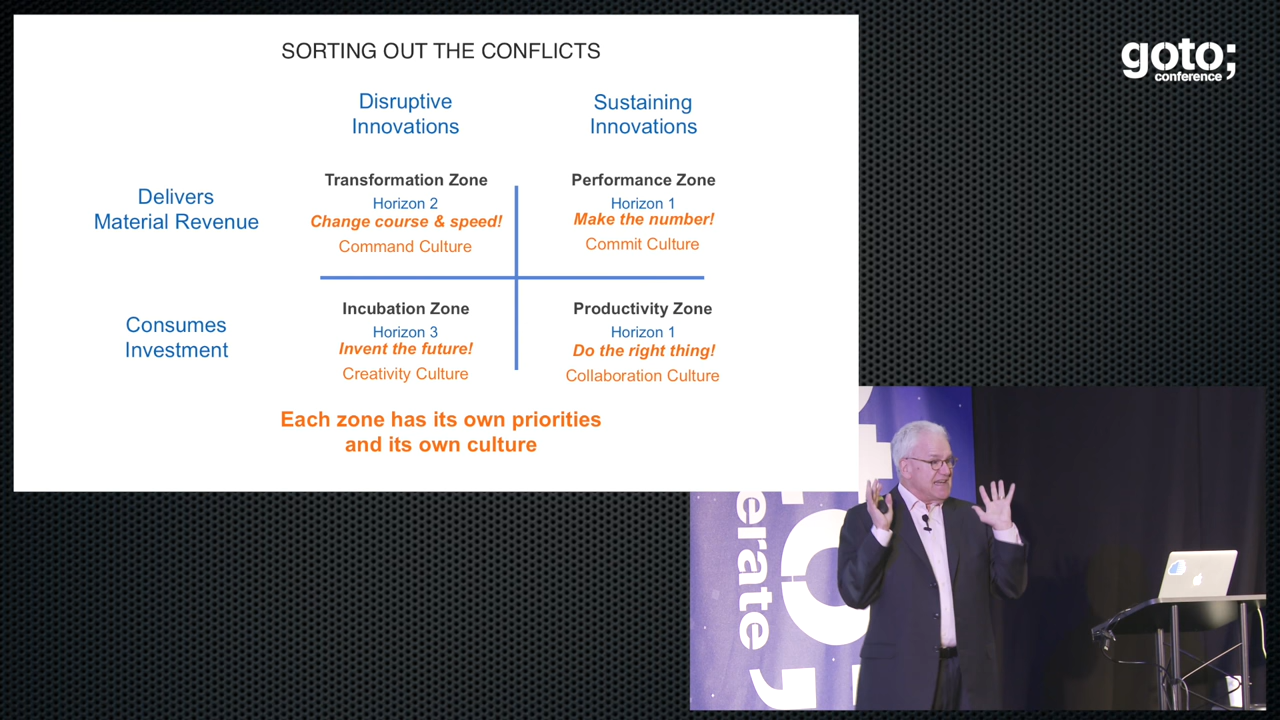 SORTING OUT THE CONFLICTS
Disruptive
Innovations
Sustaining
Innovations
Delivers
Material Revenue
Transformation Zone
Horizon 2
Change course & speed!
Command Culture
Performance Zone
Horizon 1
Make the number!
Commit Culture
Consumes
Investment
Incubation Zone
Horizon 3
Invent the future!
Creativity Culture
Productivity Zone
Horizon 1
Do the right thing!
Collaboration Culture
Each zone has its own priorities
and its own culture
goto;
conference
erate